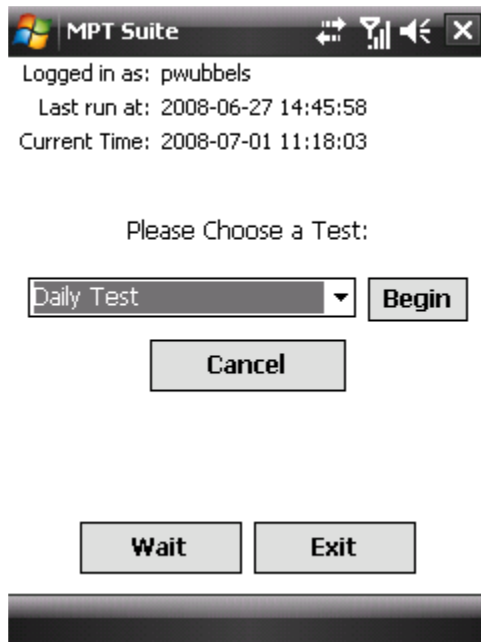 MPT Suite
Logged in as: pwubbels
Last run at: 2008-06-27 14:45:58
Current Time: 2008-07-01 11:18:03
Please Choose a Test:
Daily Test
Begin
Cancel
Wait
Exit